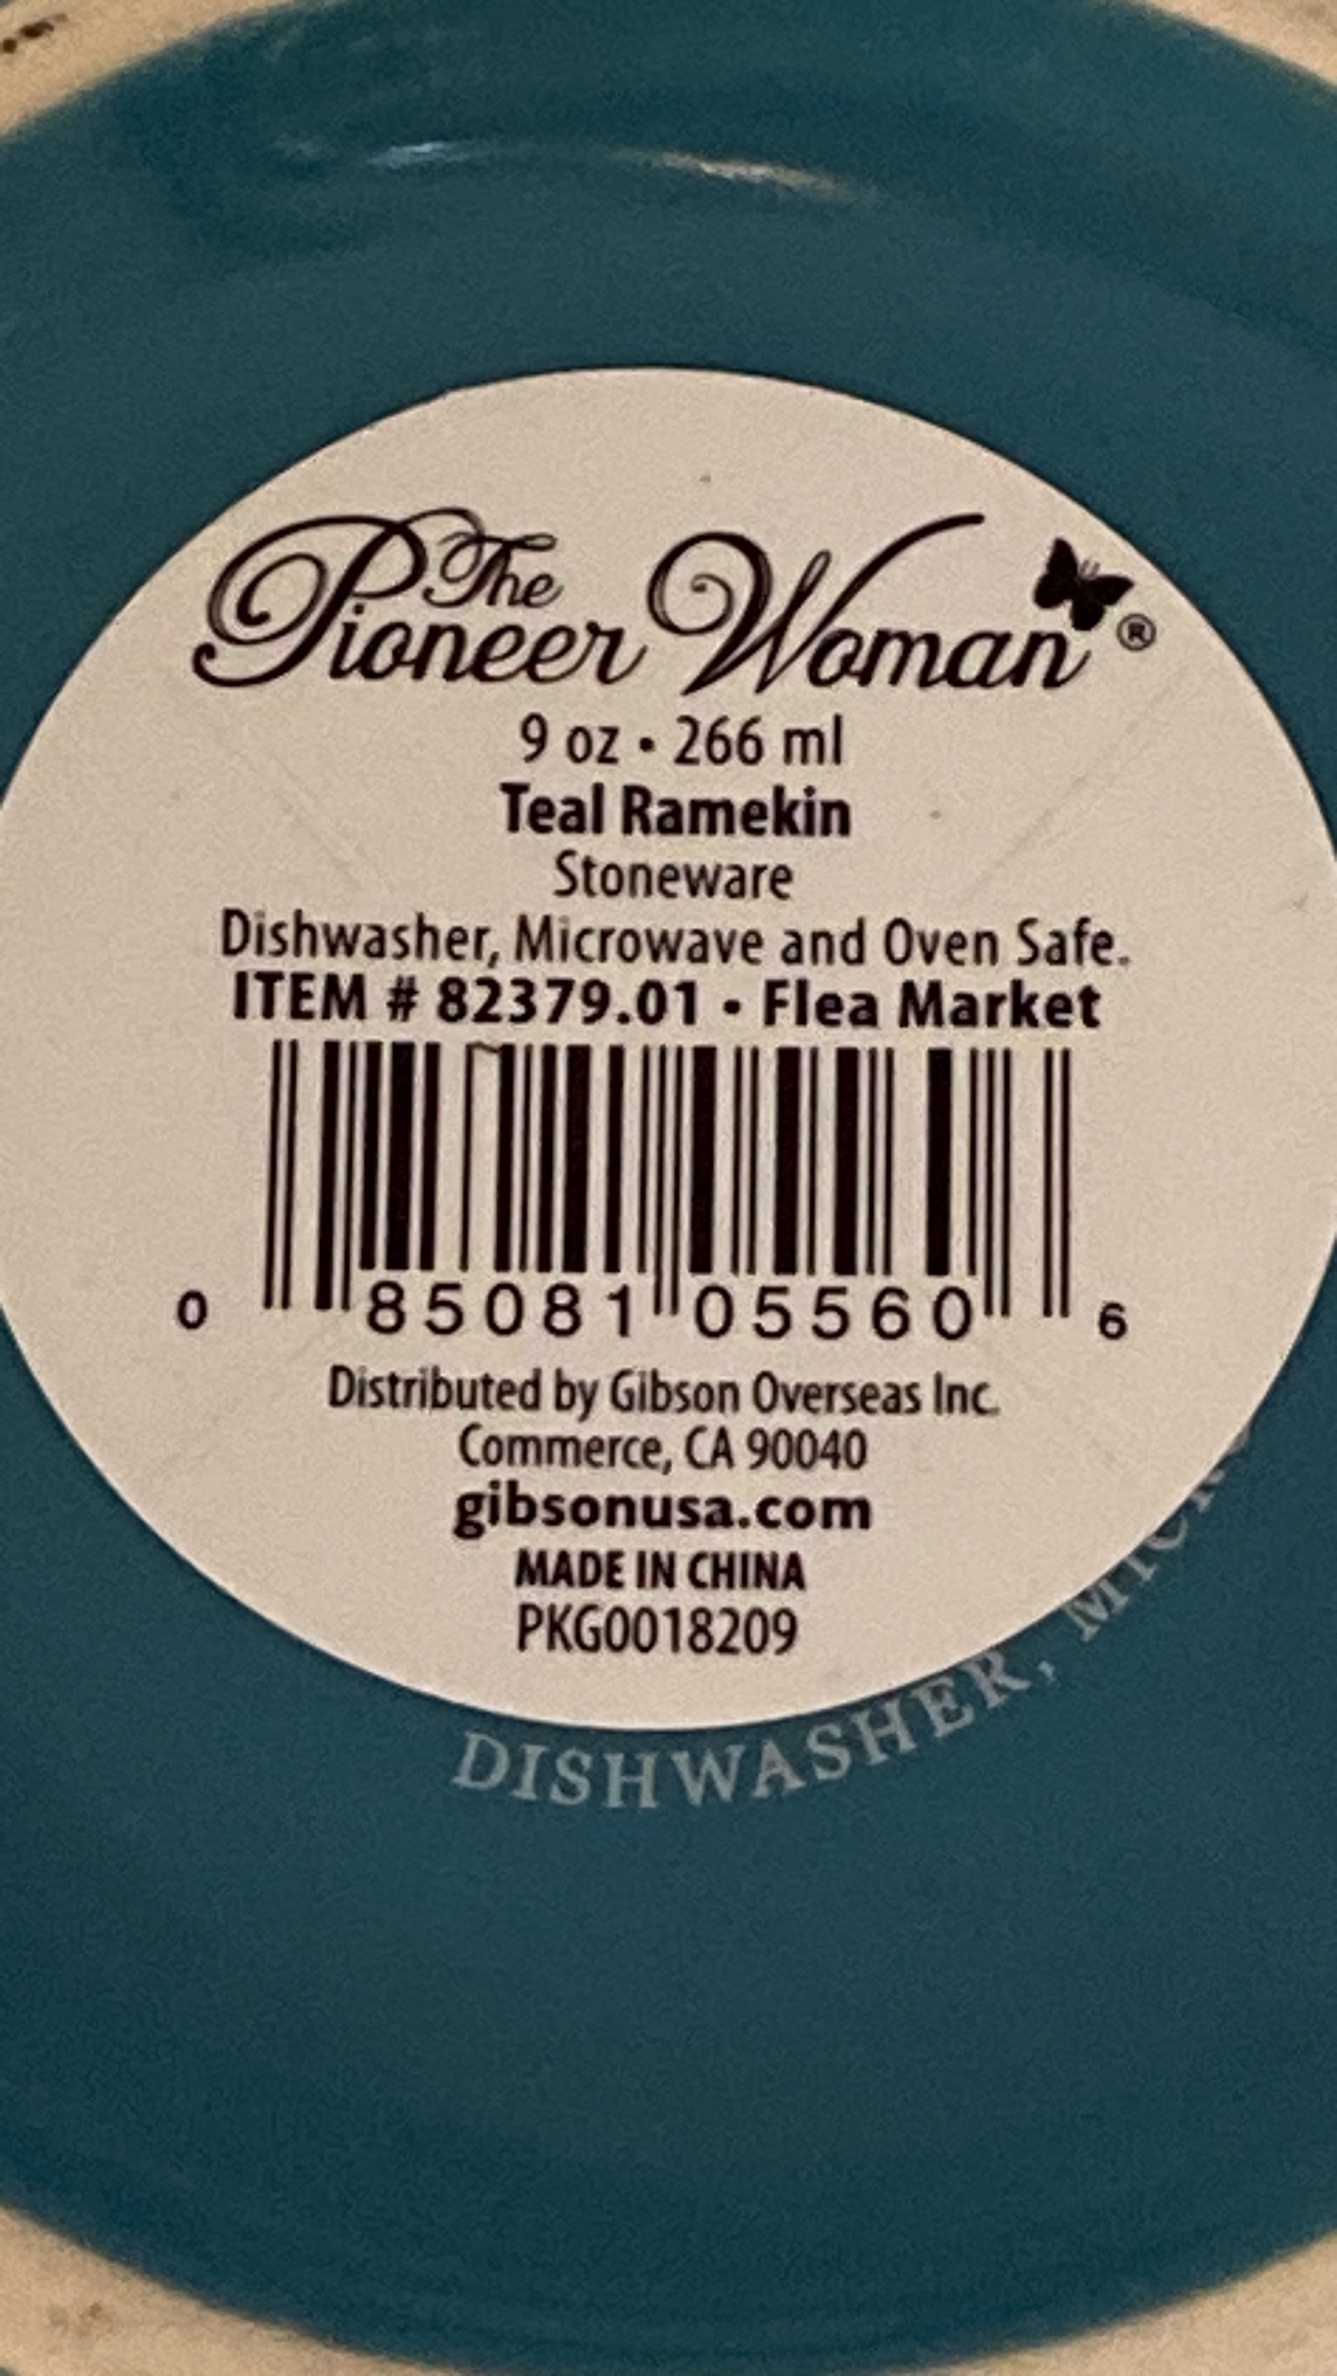 The
Pioneer Woman®
9 oz • 266 ml
Teal Ramekin
Stoneware
Dishwasher, Microwave and Oven Safe.
ITEM # 82379.01 • Flea Market
0 85081 05560 6
Distributed by Gibson Overseas Inc.
Commerce, CA 90040
gibsonusa.com
MADE IN CHINA
PKG0018209
DISHWASHER,